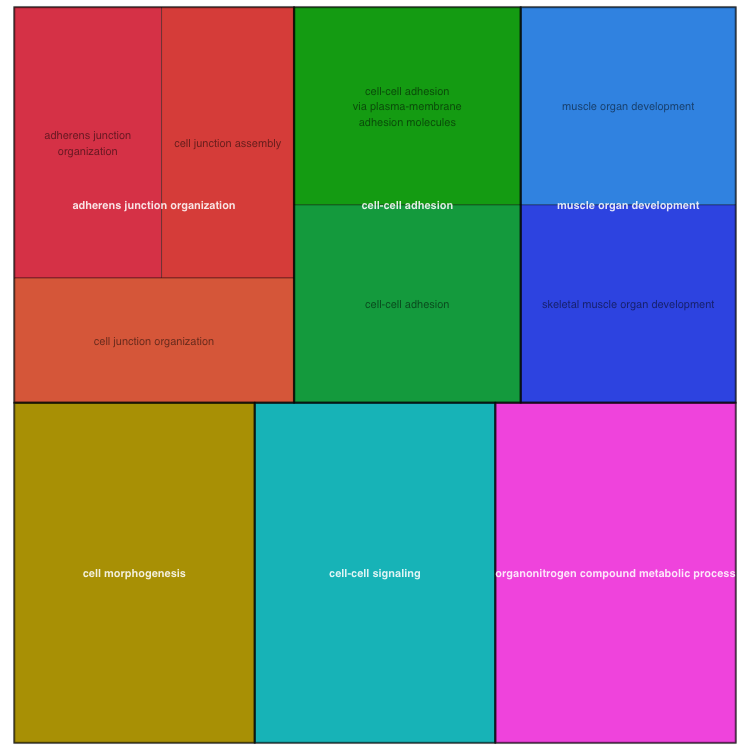 cell-cell adhesion
via plasma-membrane
adhesion molecules
muscle organ development
adherens junction
organization
cell junction assembly
adherens junction organization
cell-cell adhesion
muscle organ development
cell-cell adhesion
skeletal muscle organ development
cell junction organization
cell morphogenesis
cell-cell signaling
organonitrogen compound metabolic process